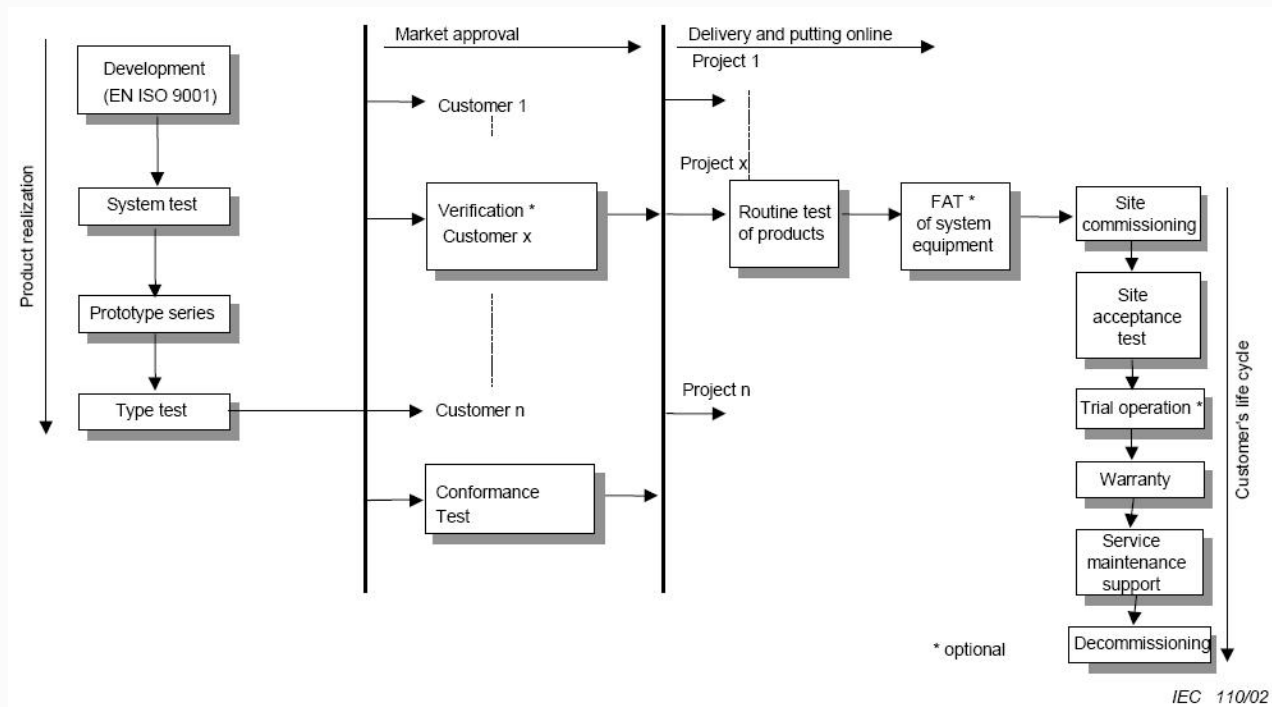 Product realization
Development
(EN ISO 9001)
System test
Prototype series
Type test
Market approval
Customer 1
Verification *
Customer x
Customer n
Conformance
Test
Delivery and putting online
Project 1
Project x
Routine test
of products
FAT *
of system
equipment
Project n
Site
commissioning
Site
acceptance
test
Trial operation *
Warranty
Service
maintenance
support
Decommissioning
Customer's life cycle
* optional
IEC 110/02